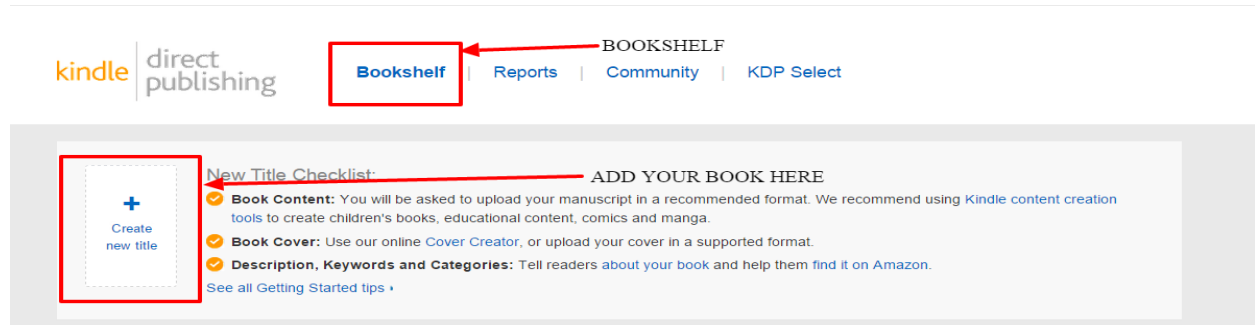 BOOKSHELF
kindle direct publishing
Bookshelf | Reports | Community | KDP Select
New Title Checklist:
ADD YOUR BOOK HERE
+
Create
new title
Book Content: You will be asked to upload your manuscript in a recommended format. We recommend using Kindle content creation
tools to create children's books, educational content, comics and manga.
Book Cover: Use our online Cover Creator, or upload your cover in a supported format.
Description, Keywords and Categories: Tell readers about your book and help them find it on Amazon.
See all Getting Started tips ›